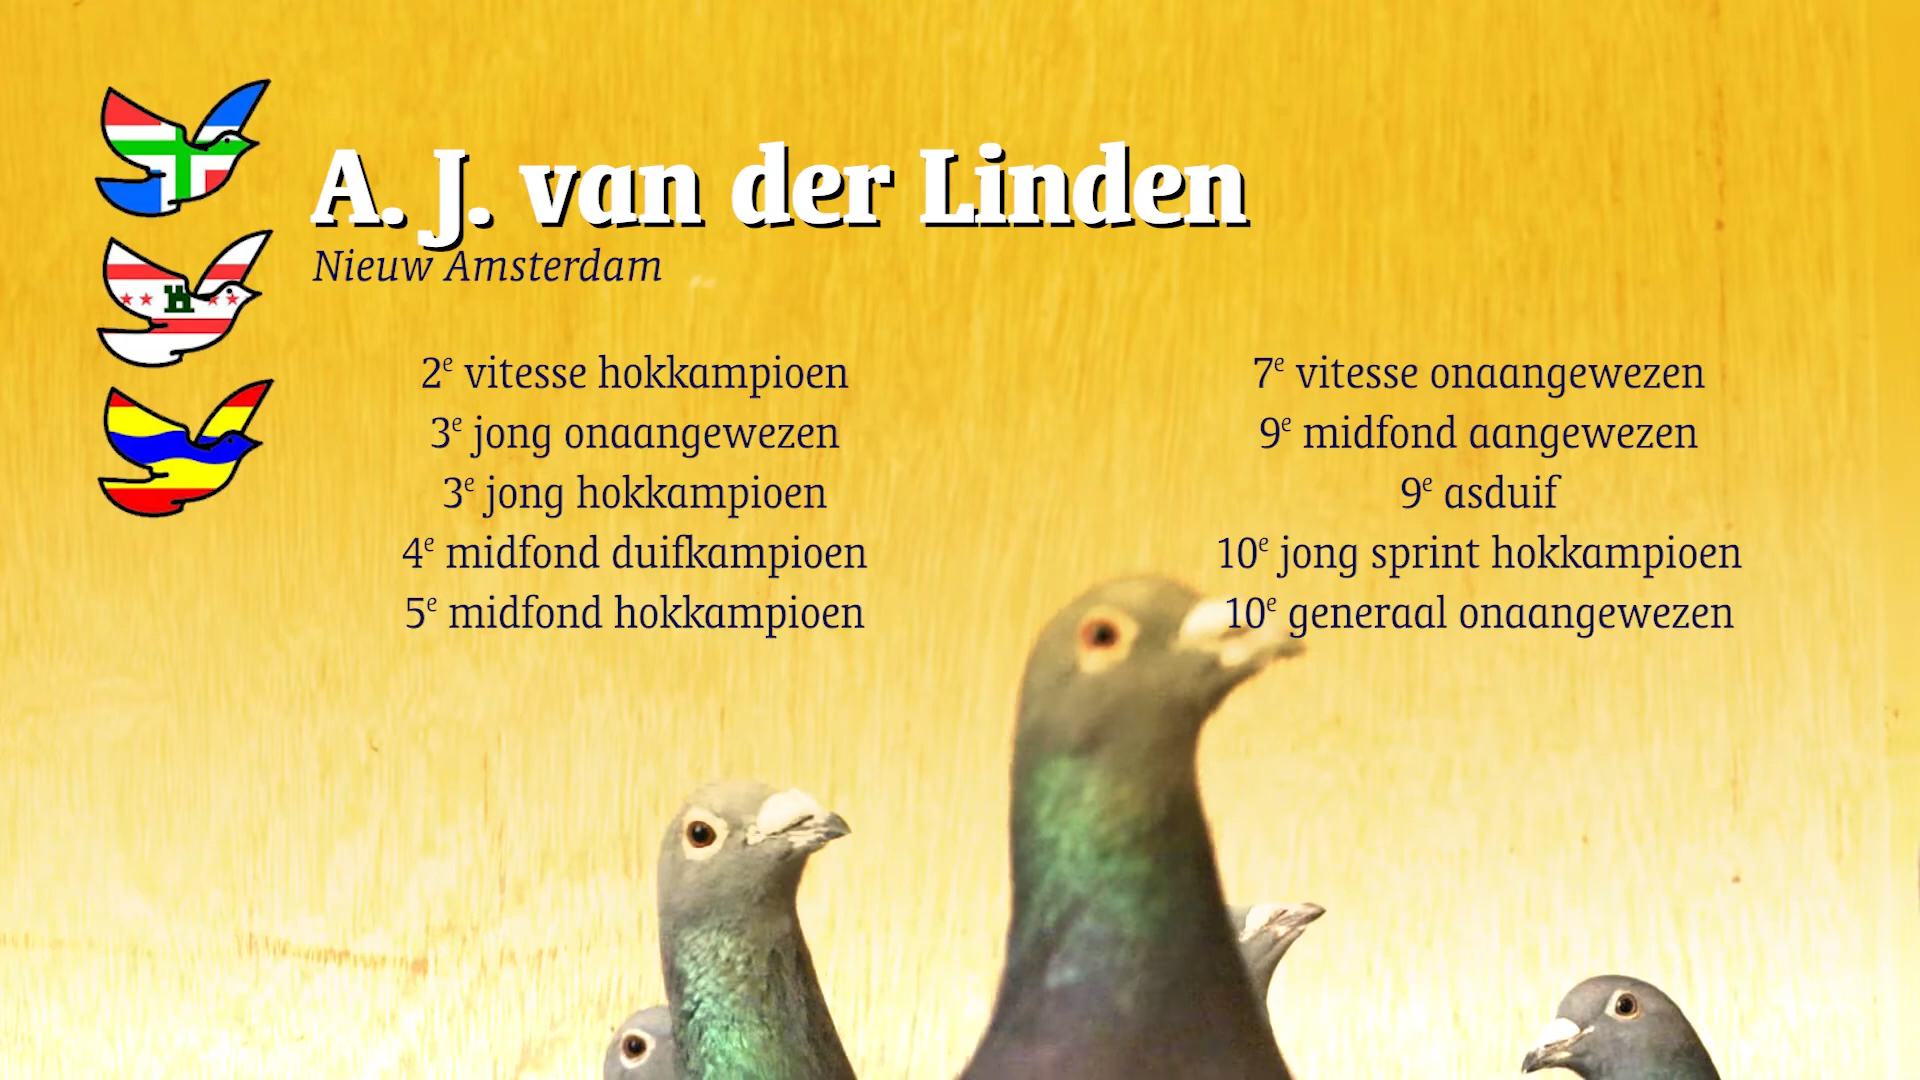 A. J. van der Linden
Nieuw Amsterdam
2e vitesse hokkampioen
3e jong onaangewezen
3e jong hokkampioen
4e midfond duifkampioen
5e midfond hokkampioen
7e vitesse onaangewezen
9e midfond aangewezen
9e asduif
10e jong sprint hokkampioen
10e generaal onaangewezen